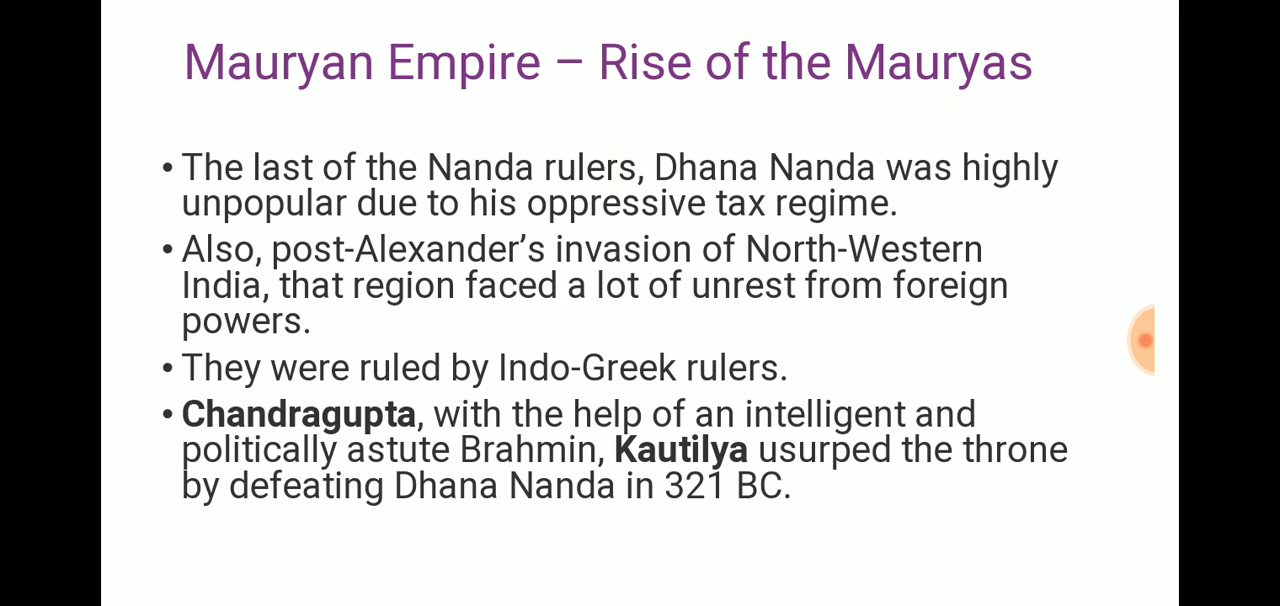 Mauryan Empire – Rise of the Mauryas
• The last of the Nanda rulers, Dhana Nanda was highly
unpopular due to his oppressive tax regime.
• Also, post-Alexander’s invasion of North-Western
India, that region faced a lot of unrest from foreign
powers.
• They were ruled by Indo-Greek rulers.
• Chandragupta, with the help of an intelligent and
politically astute Brahmin, Kautilya usurped the throne
by defeating Dhana Nanda in 321 BC.